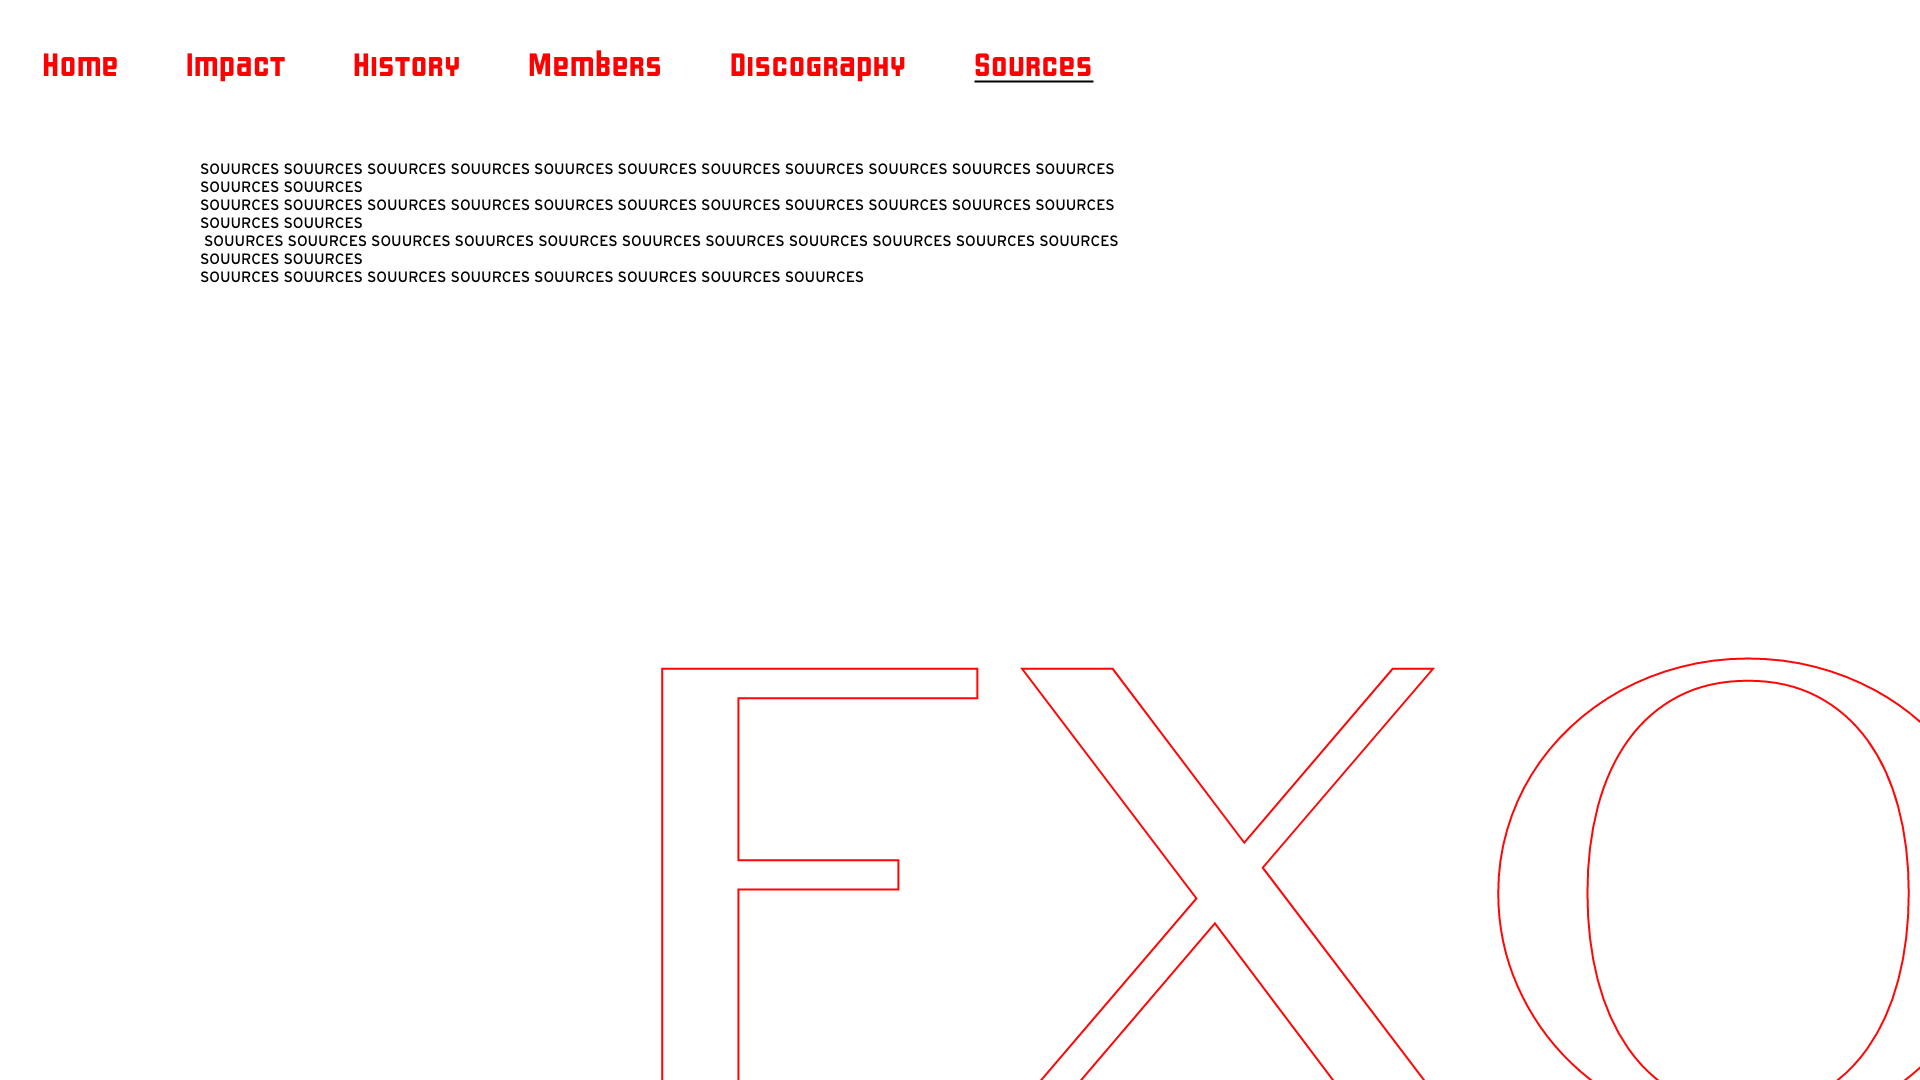 Home Impact History Members Discography Sources
SOUURCES SOUURCES SOUURCES SOUURCES SOUURCES SOUURCES SOUURCES SOUURCES SOUURCES SOUURCES SOUURCES
SOUURCES SOUURCES
SOUURCES SOUURCES SOUURCES SOUURCES SOUURCES SOUURCES SOUURCES SOUURCES SOUURCES SOUURCES SOUURCES
SOUURCES SOUURCES
SOUURCES SOUURCES SOUURCES SOUURCES SOUURCES SOUURCES SOUURCES SOUURCES SOUURCES SOUURCES SOUURCES
SOUURCES SOUURCES
SOUURCES SOUURCES SOUURCES SOUURCES SOUURCES SOUURCES SOUURCES SOUURCES
FXO